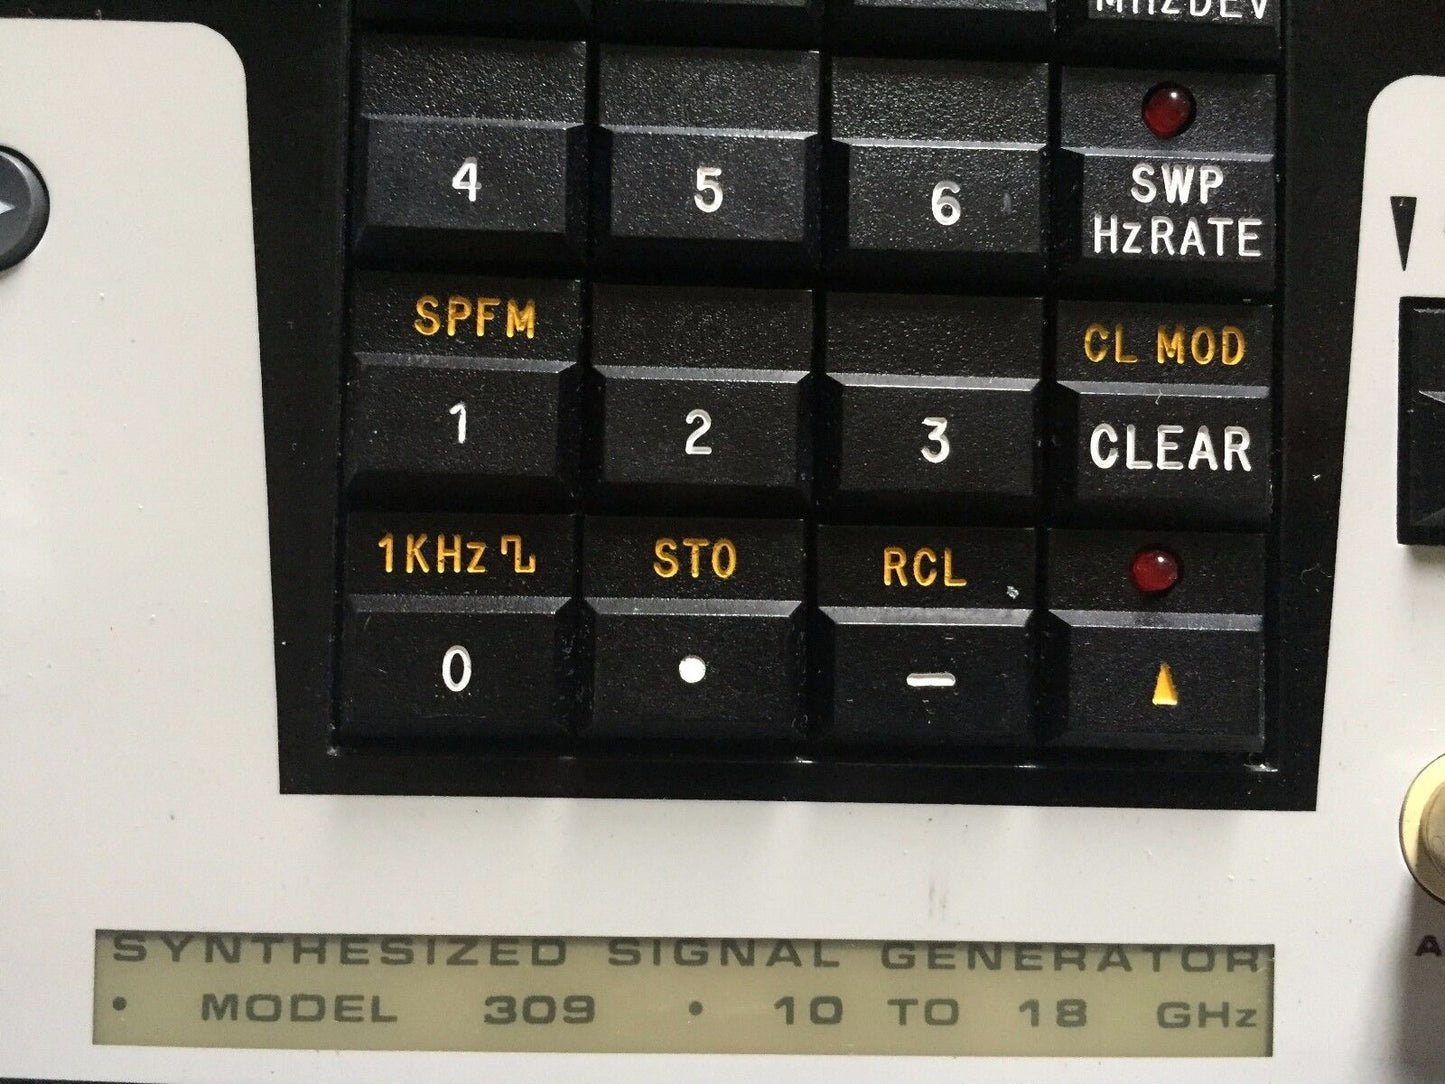 MHzDEV
4 5 6 SWP
HzRATE
SPFM CL MOD
1 2 3 CLEAR
1KHz STO RCL
0 • –
SYNTHESIZED SIGNAL GENERATOR
• MODEL 309 • 10 TO 18 GHz